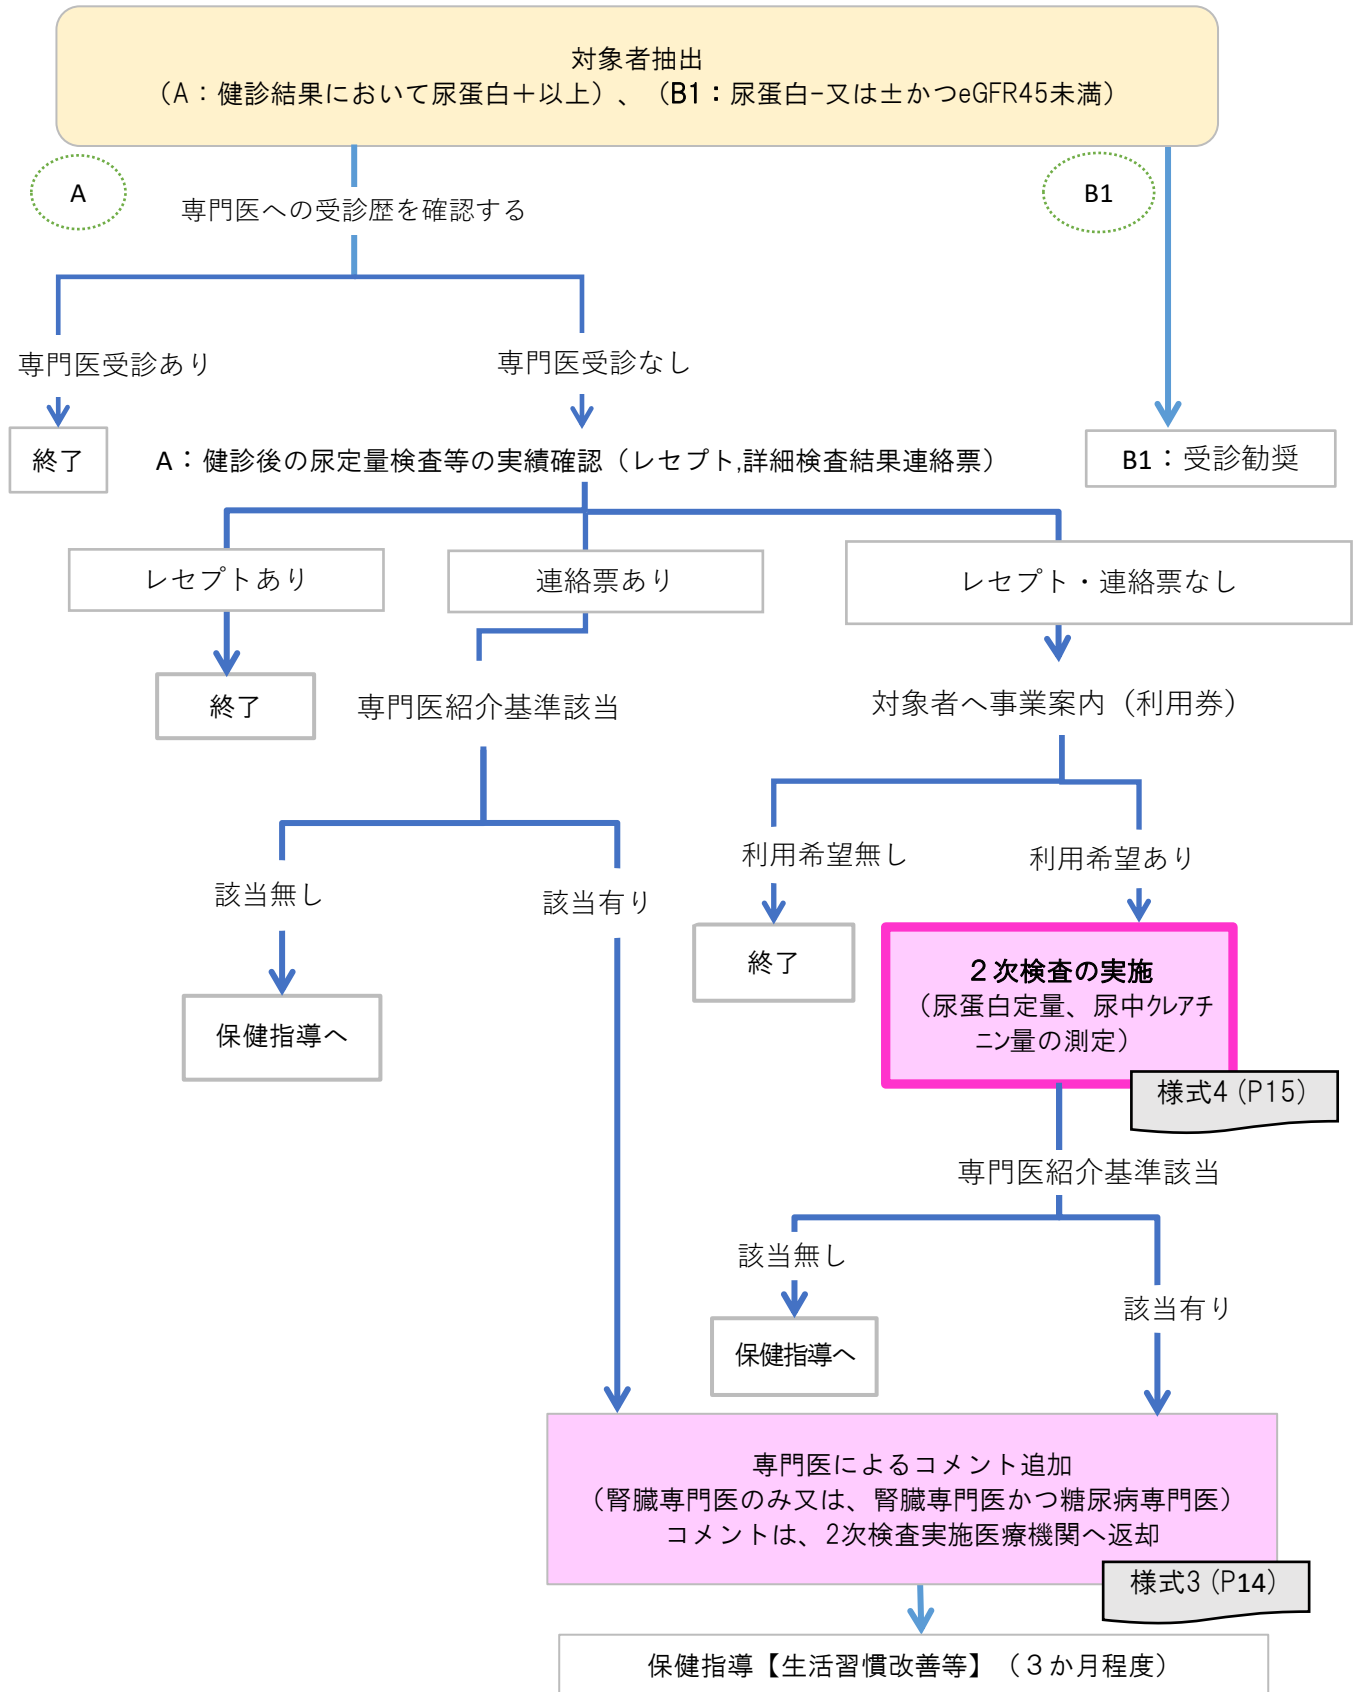 対象者抽出
（A：健診結果において尿蛋白＋以上）、（B1：尿蛋白−又は±かつeGFR45未満）
A
B1
専門医への受診歴を確認する
専門医受診あり
専門医受診なし
終了
A：健診後の尿定量検査等の実績確認（レセプト,詳細検査結果連絡票）
B1：受診勧奨
レセプトあり
連絡票あり
レセプト・連絡票なし
終了
専門医紹介基準該当
対象者へ事業案内（利用券）
利用希望無し
利用希望あり
該当無し
該当有り
終了
２次検査の実施
（尿蛋白定量、尿中ｸﾚｱﾁ
ﾆﾝ量の測定）
保健指導へ
様式4（P15）
専門医紹介基準該当
該当無し
該当有り
保健指導へ
専門医によるコメント追加
（腎臓専門医のみ又は、腎臓専門医かつ糖尿病専門医）
コメントは、2次検査実施医療機関へ返却
様式3（P14）
保健指導【生活習慣改善等】（３か月程度）